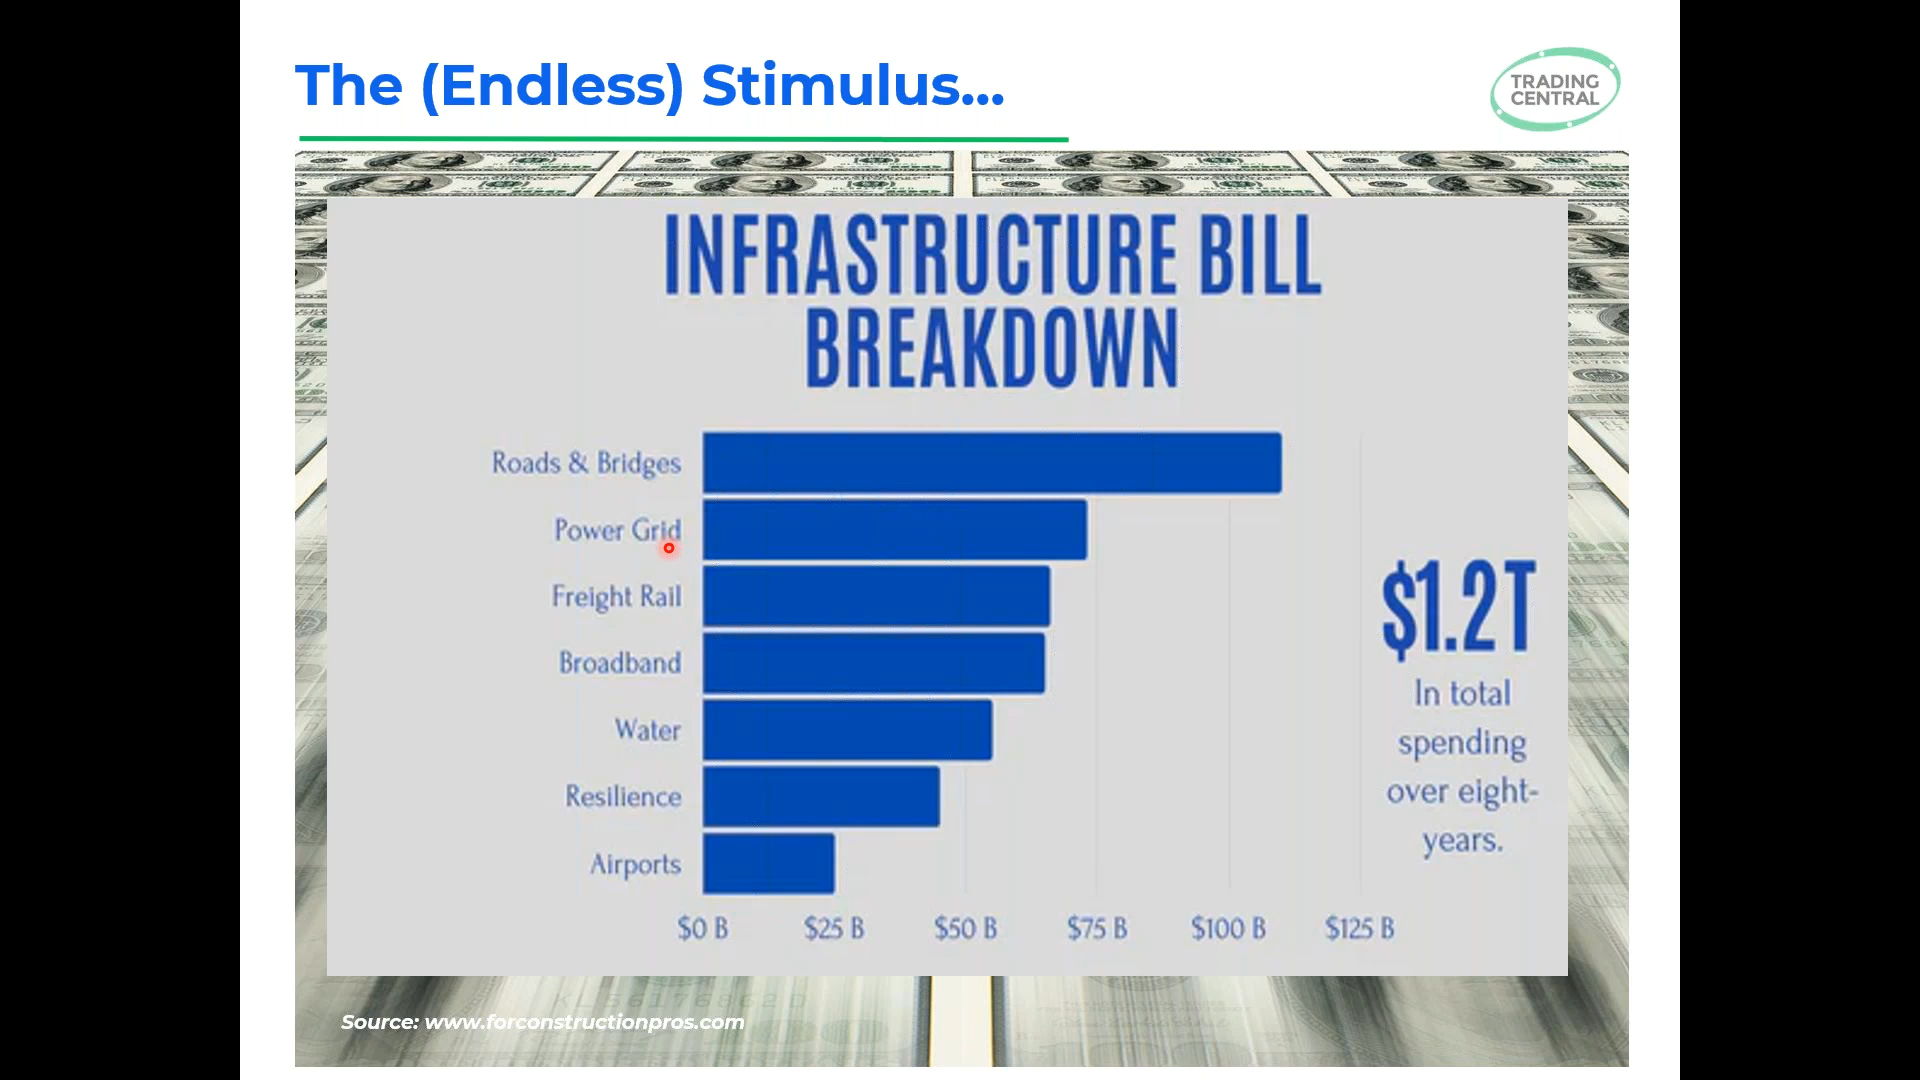 The (Endless) Stimulus...
TRADING
CENTRAL
INFRASTRUCTURE BILL
BREAKDOWN
Roads & Bridges
Power Grid
Freight Rail
Broadband
Water
Resilience
Airports
$0 B
$25 B
$50 B
$75 B
$100 B
$125 B
$1.2T
In total
spending
over eight-
years.
Source: www.forconstructionpros.com